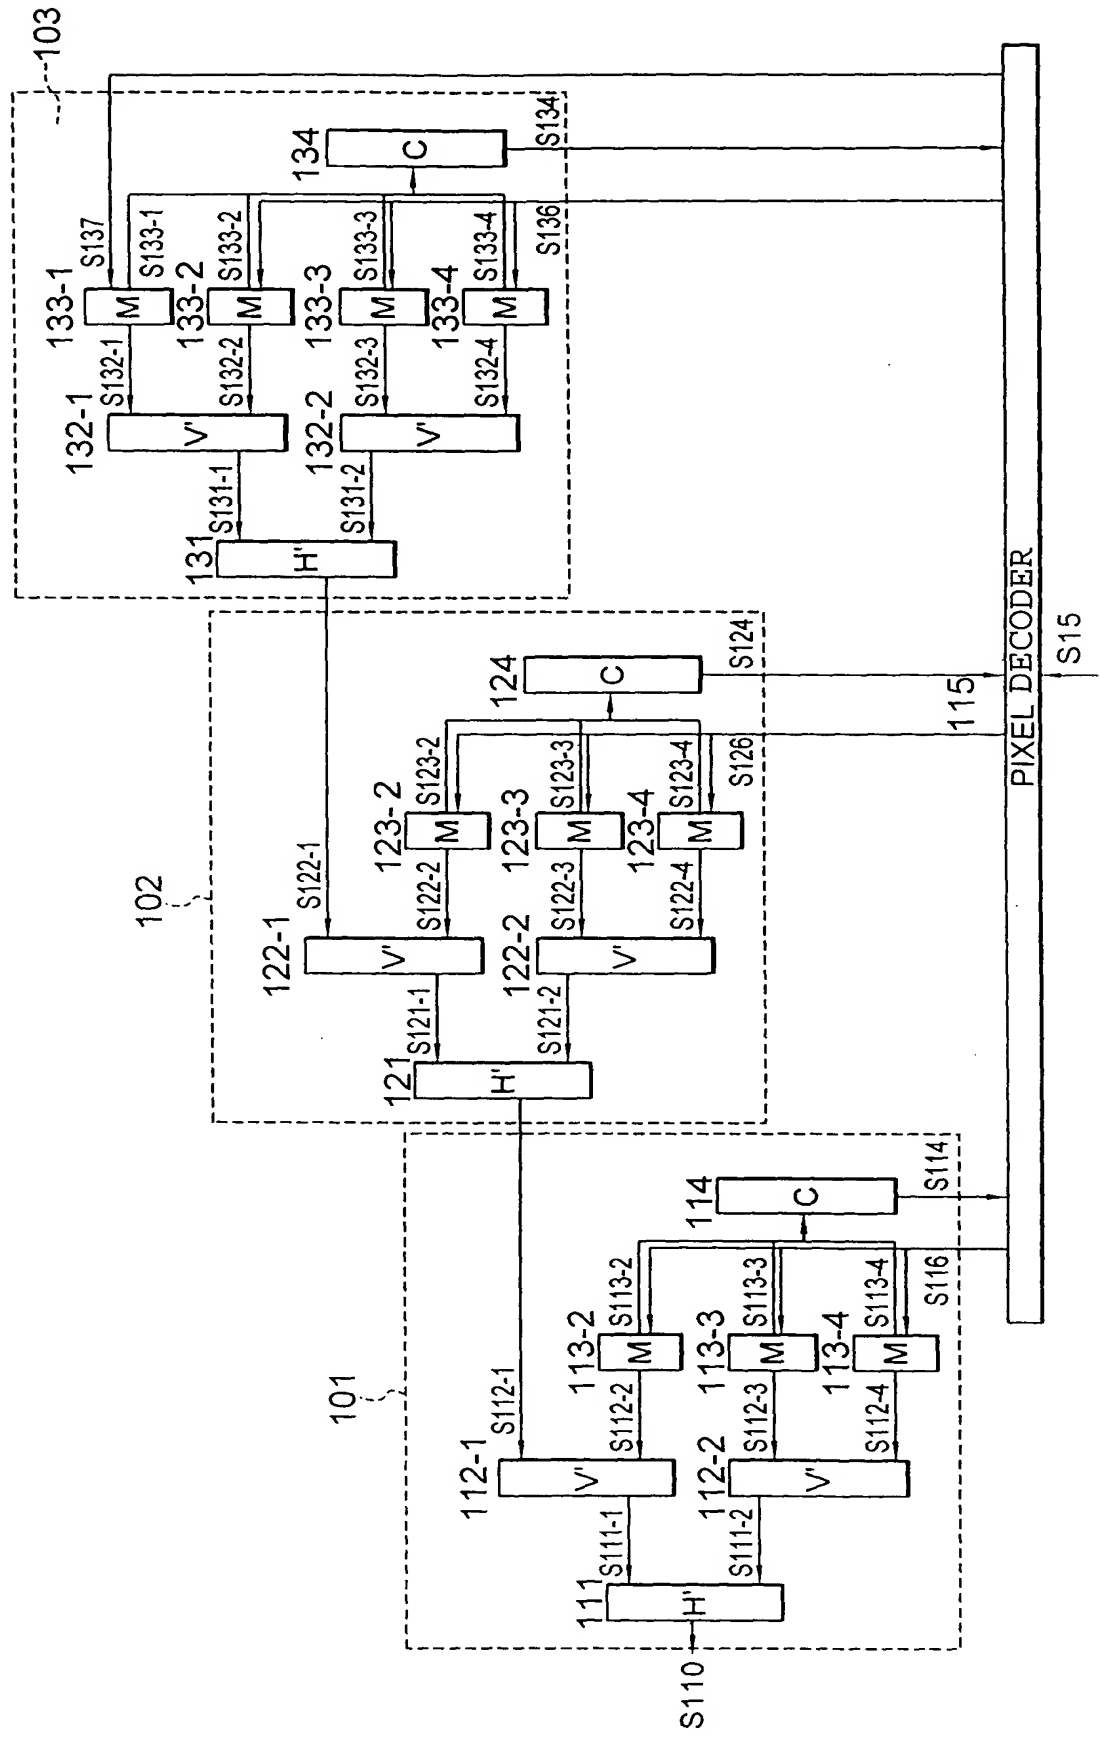 103
S137
133-1
S132-1
132-1
M
S133-1
133-2
S132-2
V'
M
S133-2
S131-1
131
H'
134
C
S134
133-3
S132-3
132-2
M
S133-3
S131-2
133-4
S132-4
V'
M
S133-4
S136
102
S122-1
122-1
123-2
S122-2
V'
M
S123-2
S121-1
121
H'
124
C
S124
123-3
S122-3
122-2
M
S123-3
S121-2
123-4
S122-4
V'
M
S123-4
S126
101
S112-1
112-1
113-2
S112-2
V'
M
S113-2
S111-1
111
H'
S110
114
C
S114
113-3
S112-3
112-2
M
S113-3
S111-2
113-4
S112-4
V'
M
S113-4
S116
115
PIXEL DECODER
S15